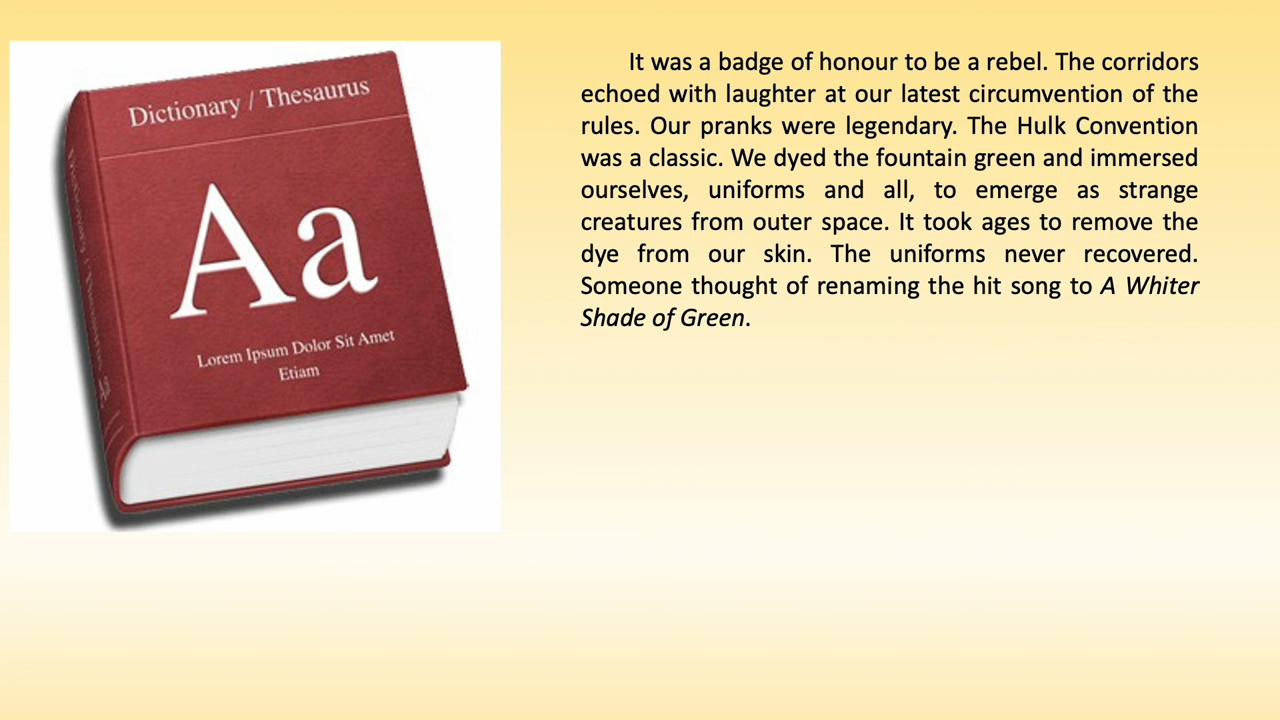 Dictionary / Thesaurus
Aa
Lorem Ipsum Dolor Sit Amet
Etiam
It was a badge of honour to be a rebel. The corridors
echoed with laughter at our latest circumvention of the
rules. Our pranks were legendary. The Hulk Convention
was a classic. We dyed the fountain green and immersed
ourselves, uniforms and all, to emerge as strange
creatures from outer space. It took ages to remove the
dye from our skin. The uniforms never recovered.
Someone thought of renaming the hit song to A Whiter
Shade of Green.